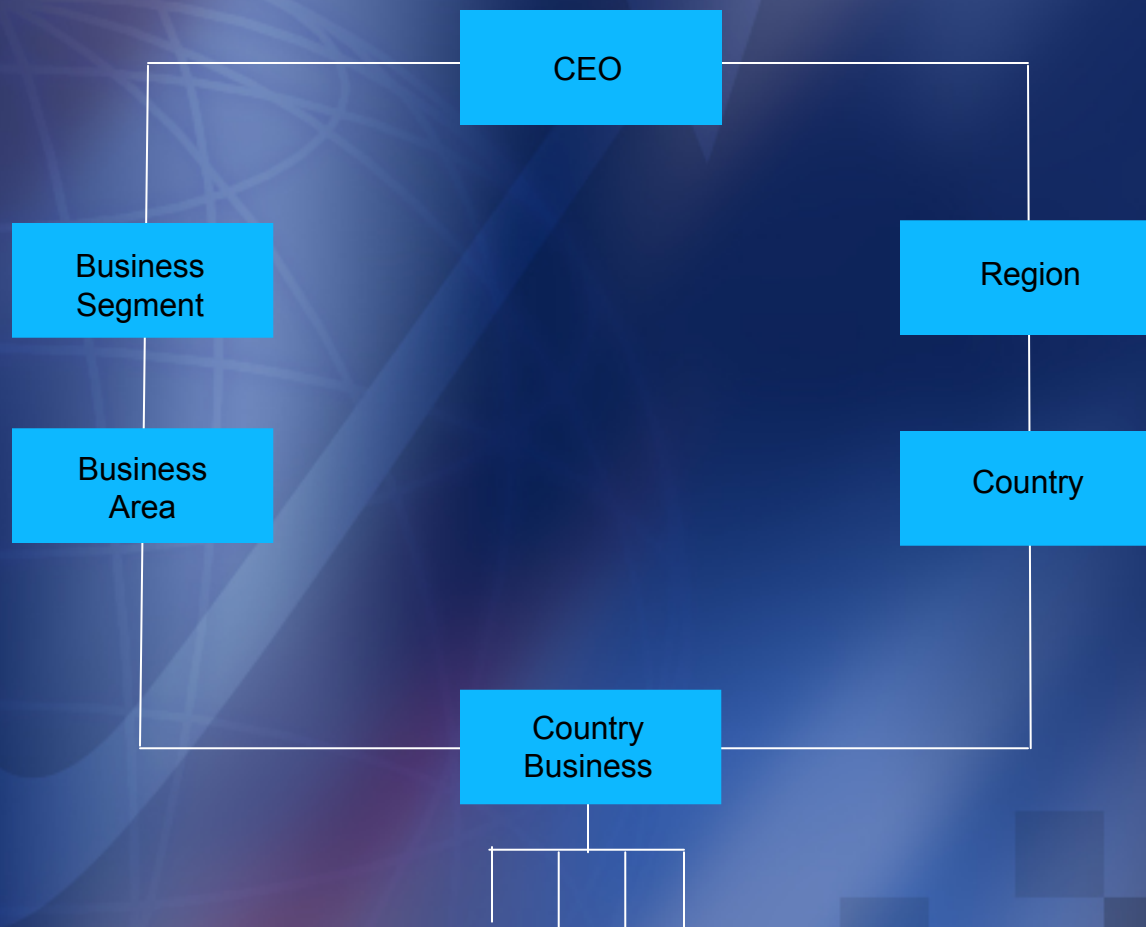 CEO
Business
Segment
Region
Business
Area
Country
Country
Business